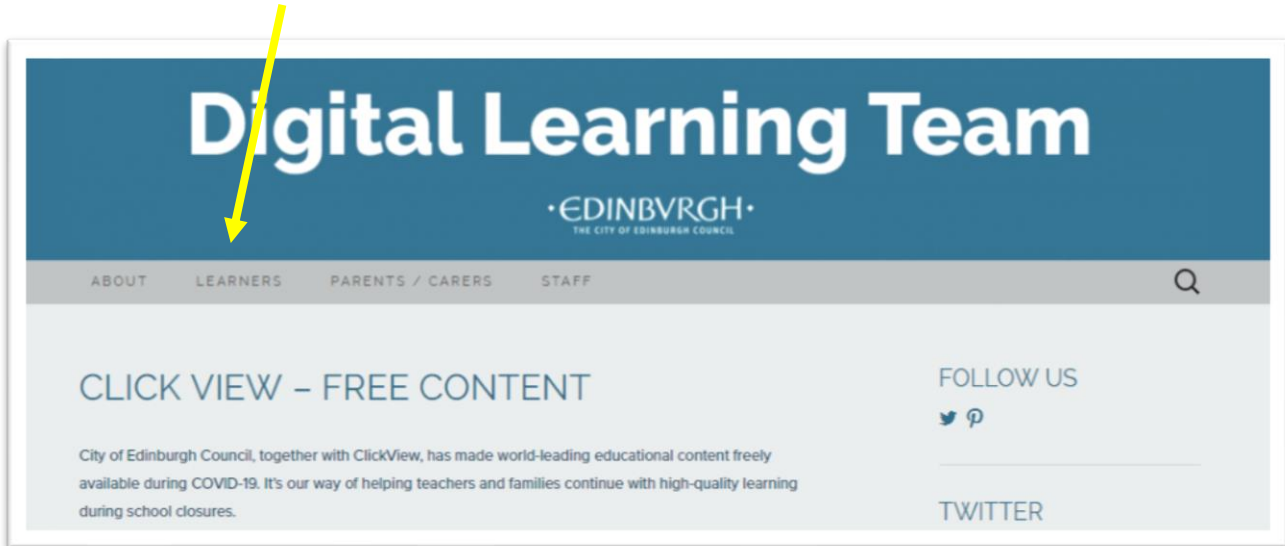 Digital Learning Team
·EDINBVRGH·
THE CITY OF EDINBURGH COUNCIL
ABOUT LEARNERS PARENTS / CARERS STAFF
CLICK VIEW – FREE CONTENT
City of Edinburgh Council, together with ClickView, has made world-leading educational content freely
available during COVID-19. It's our way of helping teachers and families continue with high-quality learning
during school closures.
FOLLOW US
TWITTER